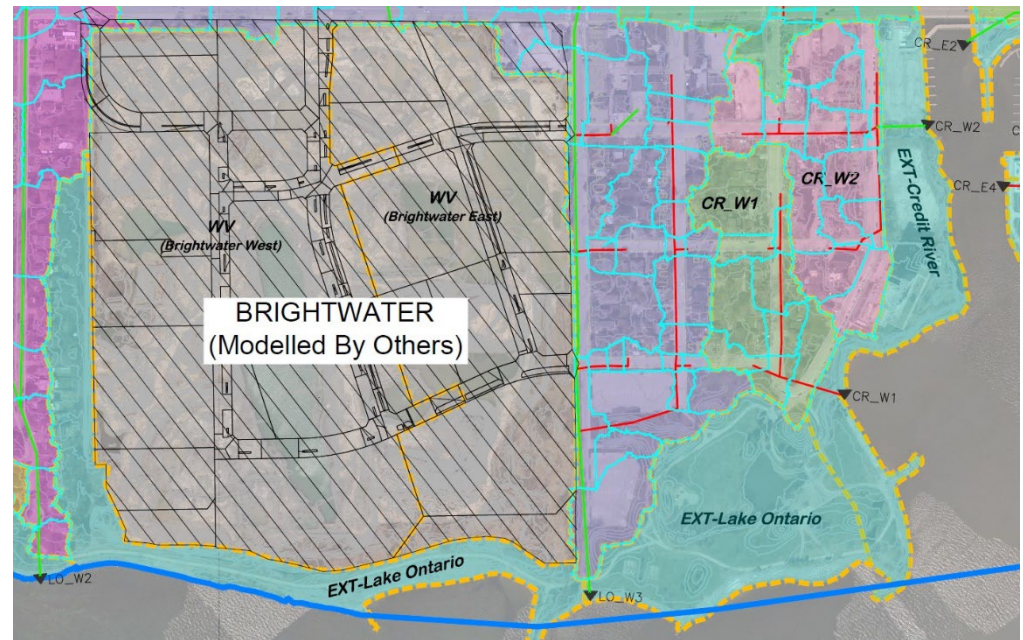 CR_E2
CR_W2
EXT-Credit River
CR_E4
CR_W2
CR_W1
WV
(Brightwater East)
WV
(Brightwater West)
BRIGHTWATER
(Modelled By Others)
CR_W1
EXT-Lake Ontario
EXT-Lake Ontario
LO_W2
LO_W3